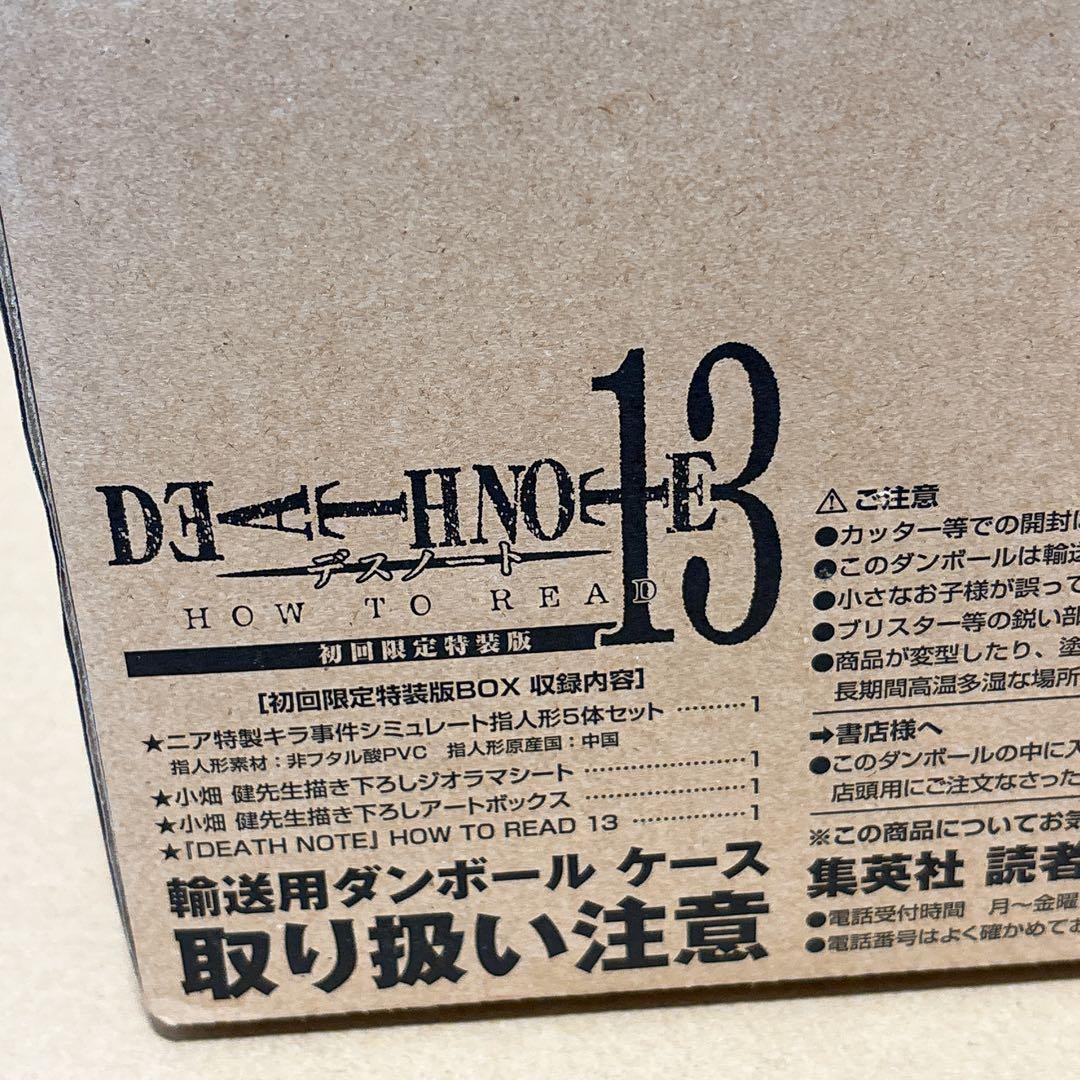 DEATH NOTE 13
デスノート
HOW TO READ
初回限定特装版
[初回限定特装版BOX 収録内容]
★ニア特製キラ事件シミュレート指人形5体セット ………1
指人形素材：非フタル酸PVC 指人形原産国：中国
★小畑 健先生描き下ろしジオラマシート ………………1
★小畑 健先生描き下ろしアートボックス ………………1
★『DEATH NOTE』 HOW TO READ 13 ……………1
輸送用ダンボール ケース
取り扱い注意
⚠ご注意
●カッター等での開封に
●このダンボールは輸送
●小さなお子様が誤って
●ブリスター等の鋭い部
●商品が変型したり、塗
長期間高温多湿な場所
➡書店様へ
●このダンボールの中に入
店頭用にご注文なさった
※この商品についてお気
集英社 読者
●電話受付時間 月〜金曜
●電話番号はよく確かめてお